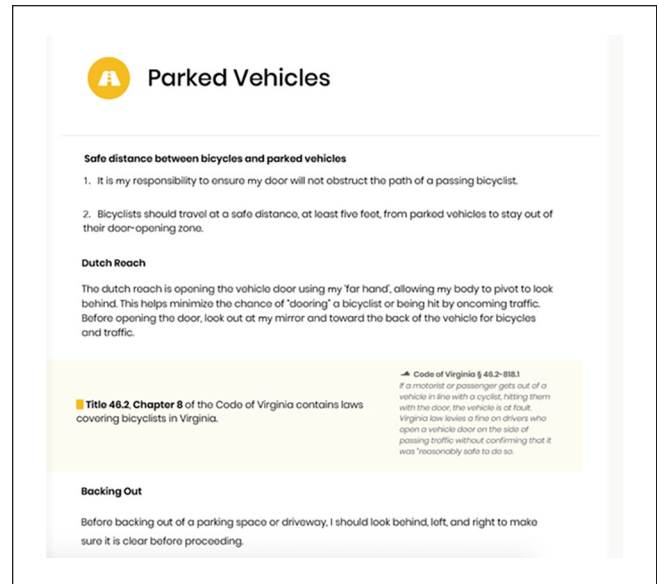 Parked Vehicles
Safe distance between bicycles and parked vehicles
1. It is my responsibility to ensure my door will not obstruct the path of a passing bicyclist.
2. Bicyclists should travel at a safe distance, at least five feet, from parked vehicles to stay out of
their door-opening zone.
Dutch Reach
The dutch reach is opening the vehicle door using my 'far hand', allowing my body to pivot to look
behind. This helps minimize the chance of "dooring" a bicyclist or being hit by oncoming traffic.
Before opening the door, look out at my mirror and toward the back of the vehicle for bicycles
and traffic.
Title 46.2, Chapter 8 of the Code of Virginia contains laws
covering bicyclists in Virginia.
Code of Virginia § 46.2-818.1
If a motorist or passenger gets out of a
vehicle in line with a cyclist, hitting them
with the door, the vehicle is at fault.
Virginia law levies a fine on drivers who
open a vehicle door on the side of
passing traffic without confirming that it
was "reasonably safe to do so.
Backing Out
Before backing out of a parking space or driveway, I should look behind, left, and right to make
sure it is clear before proceeding.